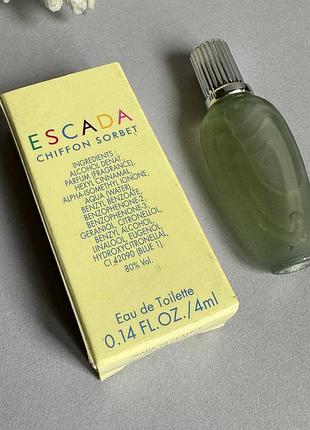 ESCADA
CHIFFON SORBET
INGREDIENTS:
ALCOHOL DENAT.
PARFUM (FRAGRANCE),
HEXYL CINNAMAL,
ALPHA-ISOMETHYL IONONE,
AQUA (WATER),
BENZYL BENZOATE,
BENZOPHENONE-2,
BENZOPHENONE-3,
GERANIOL, CITRONELLOL,
BENZYL ALCOHOL,
LINALOOL, EUGENOL,
HYDROXYCITRONELLAL,
CI 42090 (BLUE 1).
80% Vol.
Eau de Toilette
0.14 FL.OZ./4ml